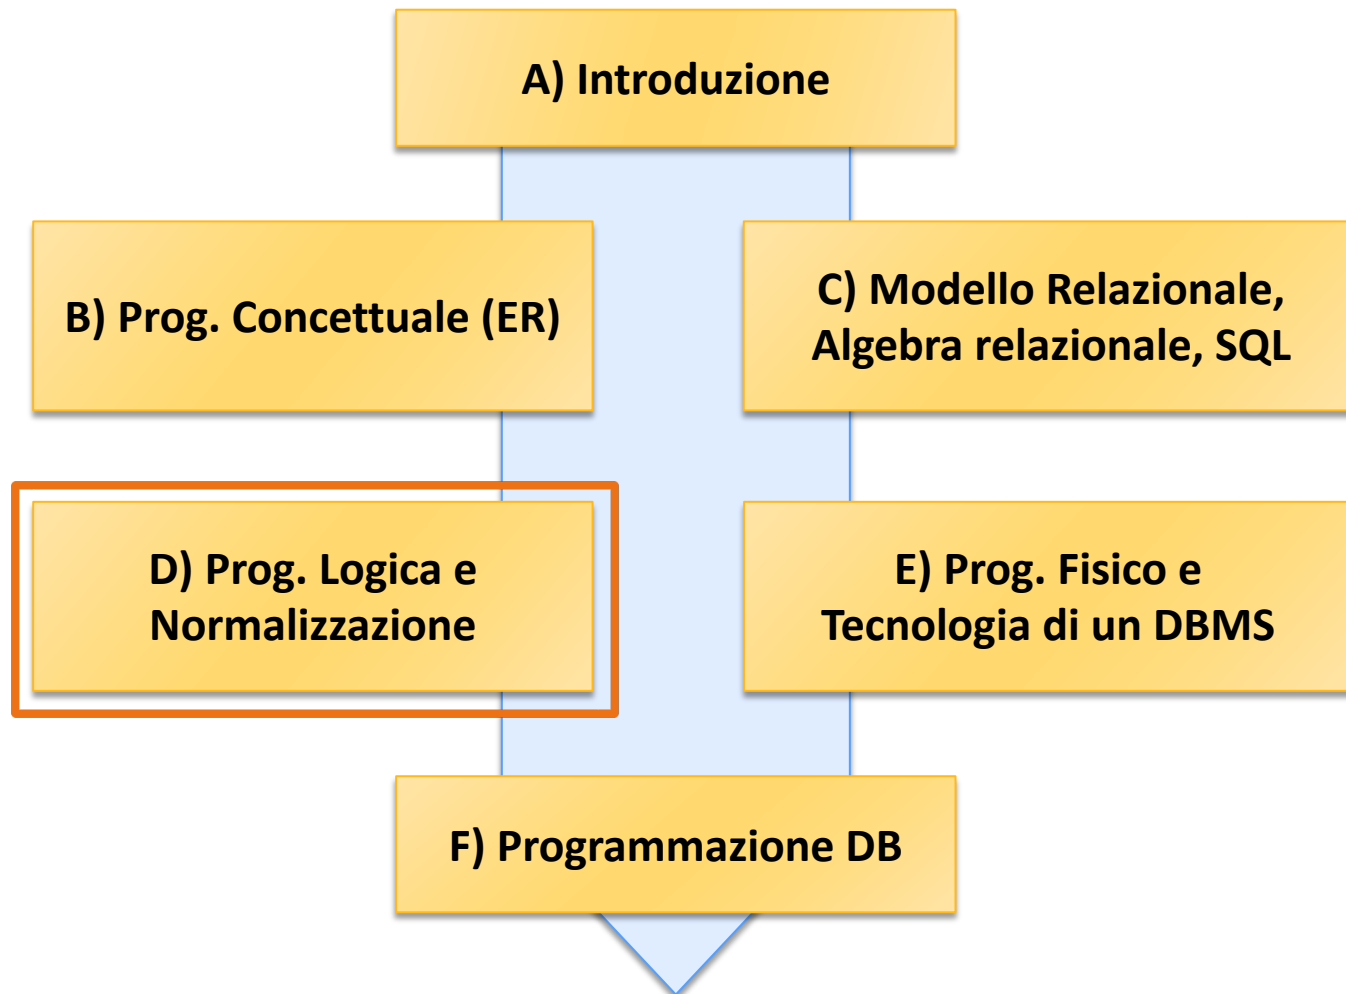 A) Introduzione
B) Prog. Concettuale (ER)
C) Modello Relazionale,
Algebra relazionale, SQL
D) Prog. Logica e
Normalizzazione
E) Prog. Fisico e
Tecnologia di un DBMS
F) Programmazione DB